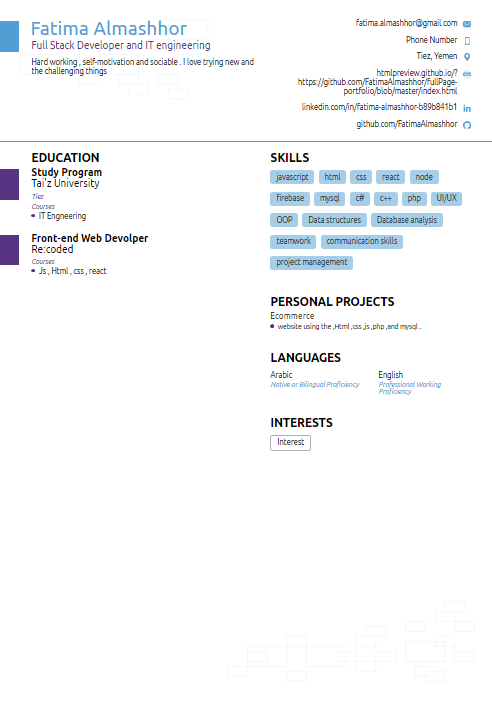 Fatima Almashhor
Full Stack Developer and IT engineering
Hard working , self-motivation and sociable . I love trying new and
the challenging things
fatima.almashhor@gmail.com
Phone Number
Tiez, Yemen
htmlpreview.github.io/?
https://github.com/FatimaAlmashhor/FullPage-
portfolio/blob/master/index.html
linkedin.com/in/fatima-almashhor-b89b841b1
github.com/FatimaAlmashhor
EDUCATION
Study Program
Tai'z University
Tiez
Courses
IT Engneering
Front-end Web Devolper
Re:coded
Courses
Js , Html , css , react
SKILLS
javascript html css react node
firebase mysql c# c++ php UI/UX
OOP Data structures Database analysis
teamwork communication skills
project management
PERSONAL PROJECTS
Ecommerce
website using the ,Html ,css ,js ,php ,and mysql .
LANGUAGES
Arabic
Native or Bilingual Proficiency
English
Professional Working
Proficiency
INTERESTS
Interest